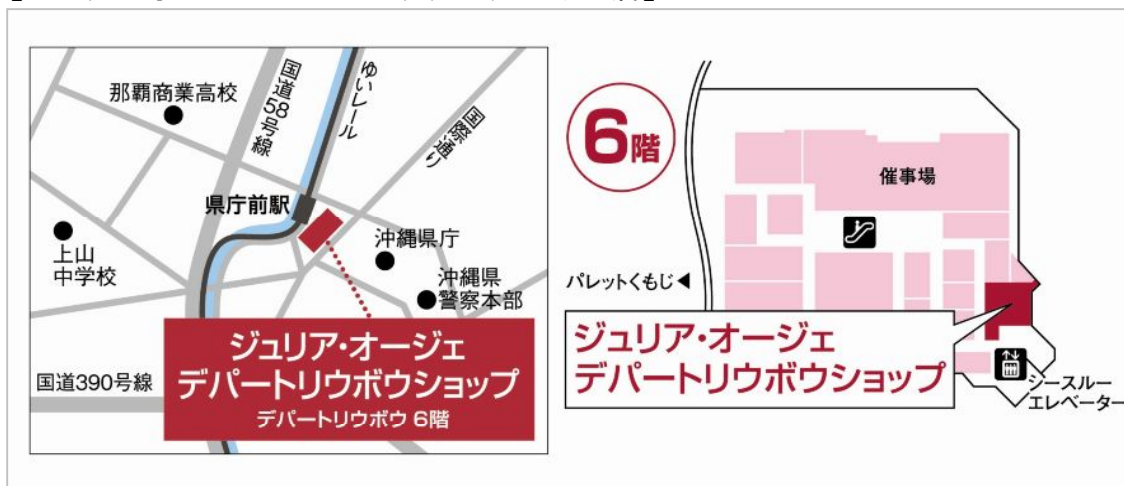 那覇商業高校
国道58号線
ゆいレール
国際通り
県庁前駅
上山
中学校
沖縄県庁
沖縄県
警察本部
国道390号線
ジュリア・オージェ
デパートリウボウショップ
デパートリウボウ 6階
6階
催事場
パレットくもじ◀
ジュリア・オージェ
デパートリウボウショップ
シースルー
エレベーター